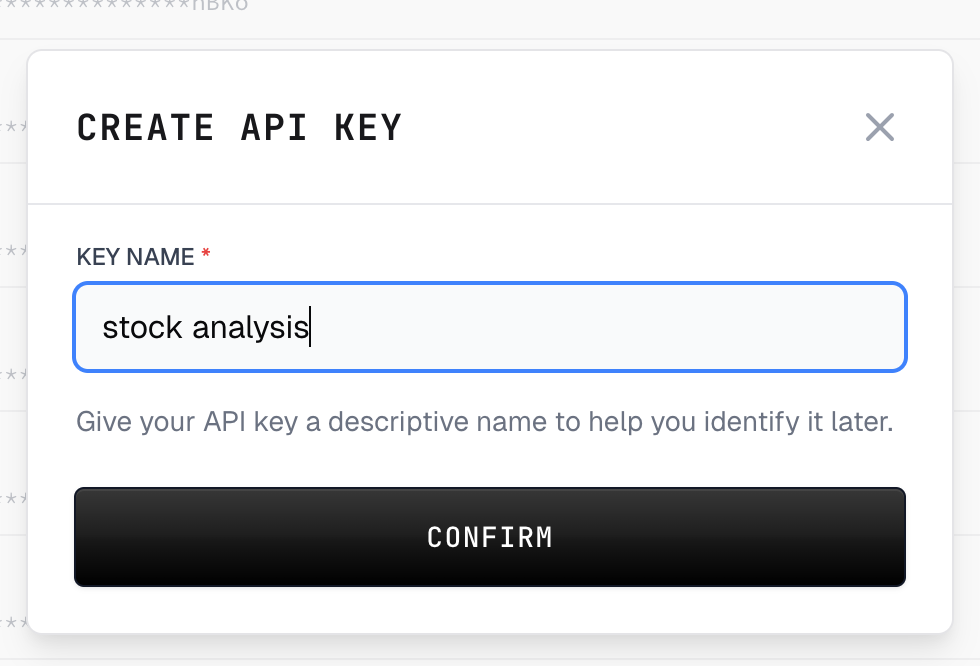 **************nBKo
CREATE API KEY
KEY NAME *
stock analysis
Give your API key a descriptive name to help you identify it later.
CONFIRM